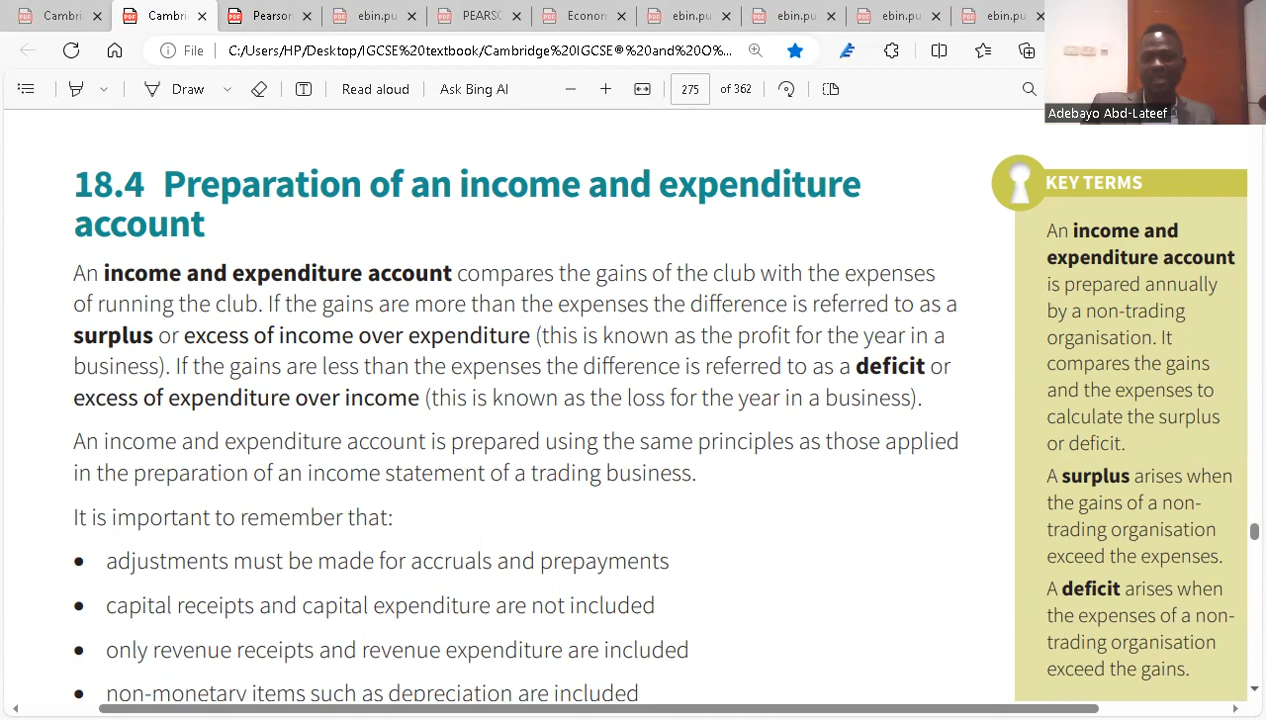 Cambri
Cambri
Pearson
ebin.pu
PEARSC
Econom
ebin.pu
ebin.pu
ebin.pu
ebin.pu
File
C:/Users/HP/Desktop/IGCSE%20textbook/Cambridge%20IGCSE®%20and%20O%...
Draw
Read aloud
Ask Bing AI
275
of 362
Adebayo Abd-Lateef
18.4 Preparation of an income and expenditure
account
An income and expenditure account compares the gains of the club with the expenses
of running the club. If the gains are more than the expenses the difference is referred to as a
surplus or excess of income over expenditure (this is known as the profit for the year in a
business). If the gains are less than the expenses the difference is referred to as a deficit or
excess of expenditure over income (this is known as the loss for the year in a business).
An income and expenditure account is prepared using the same principles as those applied
in the preparation of an income statement of a trading business.
It is important to remember that:
• adjustments must be made for accruals and prepayments
• capital receipts and capital expenditure are not included
• only revenue receipts and revenue expenditure are included
• non-monetary items such as depreciation are included
KEY TERMS
An income and
expenditure account
is prepared annually
by a non-trading
organisation. It
compares the gains
and the expenses to
calculate the surplus
or deficit.
A surplus arises when
the gains of a non-
trading organisation
exceed the expenses.
A deficit arises when
the expenses of a non-
trading organisation
exceed the gains.